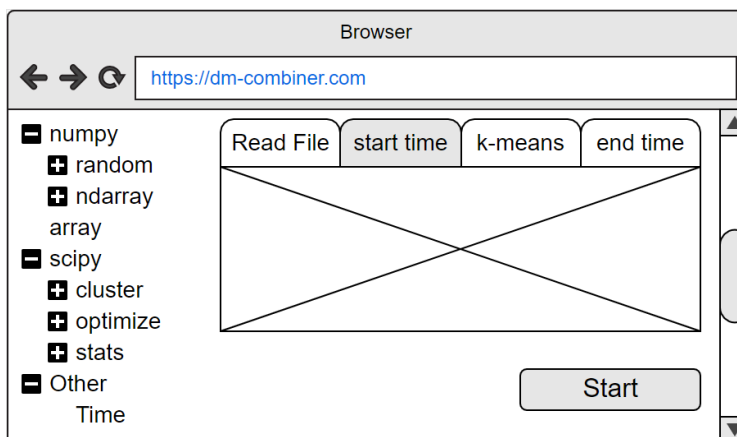 Browser
https://dm-combiner.com
numpy
random
ndarray
array
scipy
cluster
optimize
stats
Other
Time
Read File start time k-means end time
Start